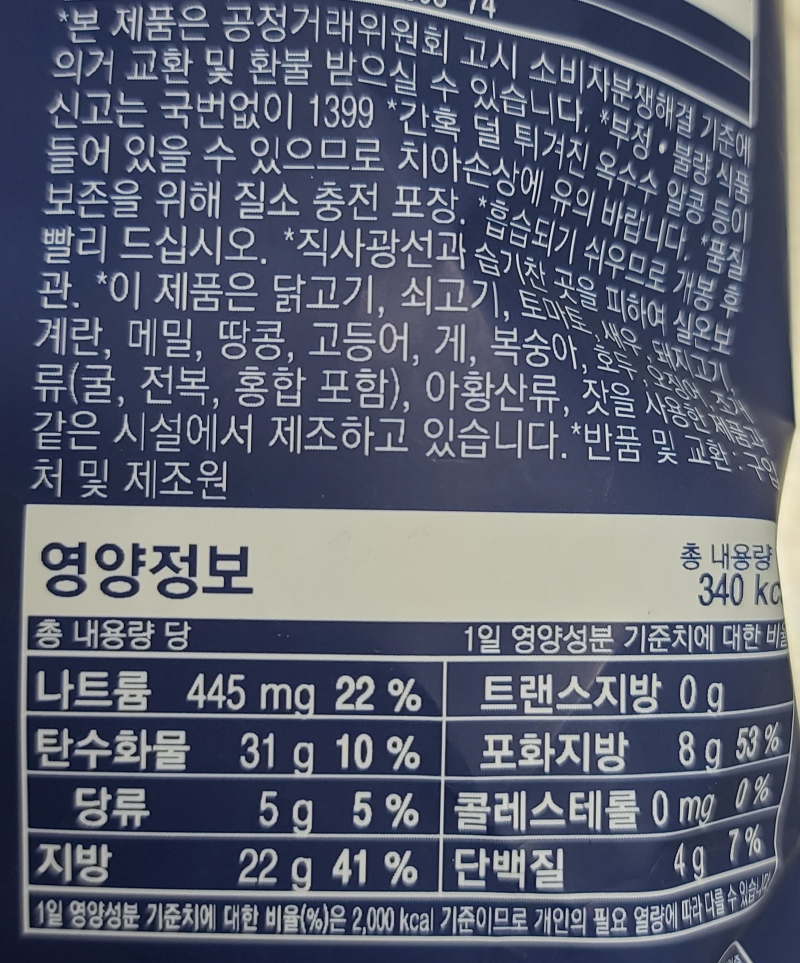 74
*본 제품은 공정거래위원회 고시 소비자분쟁해결 기준에
의거 교환 및 환불 받으실 수 있습니다. *부정·불량 식품
신고는 국번없이 1399 *간혹 덜 튀겨진 옥수수 알콩 등이
들어 있을 수 있으므로 치아손상에 유의 바랍니다. *품질
보존을 위해 질소 충전 포장. *흡습되기 쉬우므로 개봉 후
빨리 드십시오. *직사광선과 습기찬 곳을 피하여 실온보
관. *이 제품은 닭고기, 쇠고기, 토마토, 새우, 돼지고기,
계란, 메밀, 땅콩, 고등어, 게, 복숭아, 호두, 오징어, 조개
류(굴, 전복, 홍합 포함), 아황산류, 잣을 사용한 제품과
같은 시설에서 제조하고 있습니다. *반품 및 교환 : 구입
처 및 제조원
영양정보
총 내용량
340 kc
총 내용량 당
1일 영양성분 기준치에 대한 비율
나트륨 445 mg 22 % 트랜스지방 0 g
탄수화물 31 g 10 % 포화지방 8 g 53 %
당류 5 g 5 % 콜레스테롤 0 mg 0 %
지방 22 g 41 % 단백질 4 g 7 %
1일 영양성분 기준치에 대한 비율(%)은 2,000 kcal 기준이므로 개인의 필요 열량에 따라 다를 수 있습니다